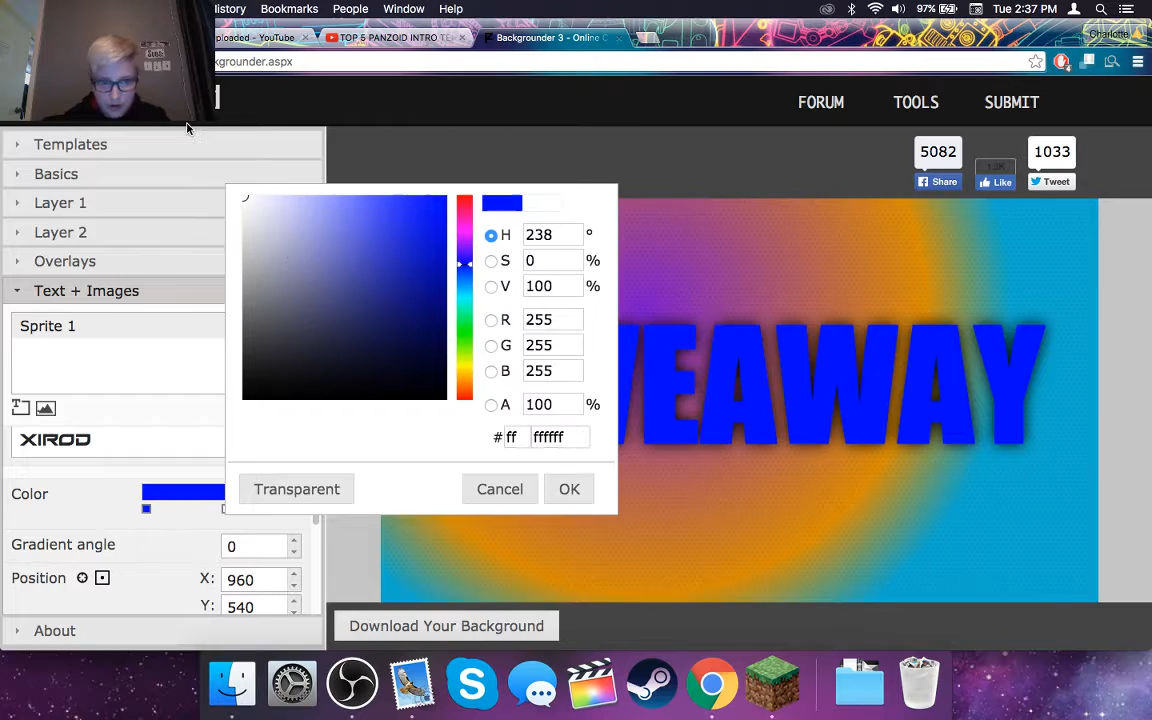 History Bookmarks People Window Help 97% Tue 2:37 PM
ploaded - YouTube TOP 5 PANZOID INTRO TE Backgrounder 3 - Online C Charlotte
kgrounder.aspx
FORUM TOOLS SUBMIT
5082 1033
Share Like Tweet
Templates
Basics
Layer 1
Layer 2
Overlays
Text + Images
Sprite 1
XIROD
Color
Gradient angle 0
Position X: 960
Y: 540
About
H 238 °
S 0 %
V 100 %
R 255
G 255
B 255
A 100 %
# ff ffffff
Transparent Cancel OK
VEAWAY
Download Your Background